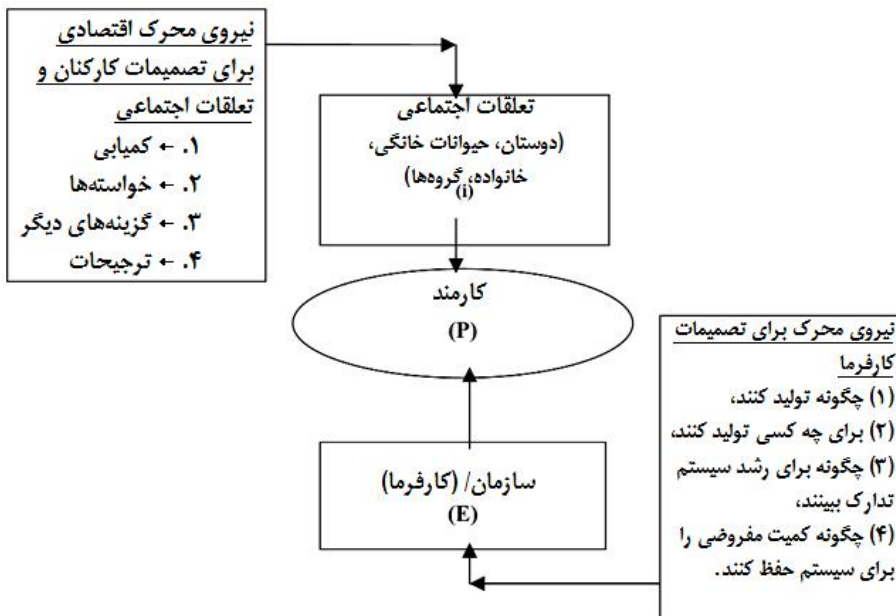 نیروی محرک اقتصادی
برای تصمیمات کارکنان و
تعلقات اجتماعی
۱. ← کمیابی
۲. ← خواسته‌ها
۳. ← گزینه‌های دیگر
۴. ← ترجیحات
تعلقات اجتماعی
(دوستان، حیوانات خانگی،
خانواده، گروه‌ها)
(i)
کارمند
(P)
سازمان/ (کارفرما)
(E)
نیروی محرک برای تصمیمات
کارفرما
(۱) چگونه تولید کنند،
(۲) برای چه کسی تولید کنند،
(۳) چگونه برای رشد سیستم
تدارک ببینند،
(۴) چگونه کمیت مفروضی را
برای سیستم حفظ کنند.